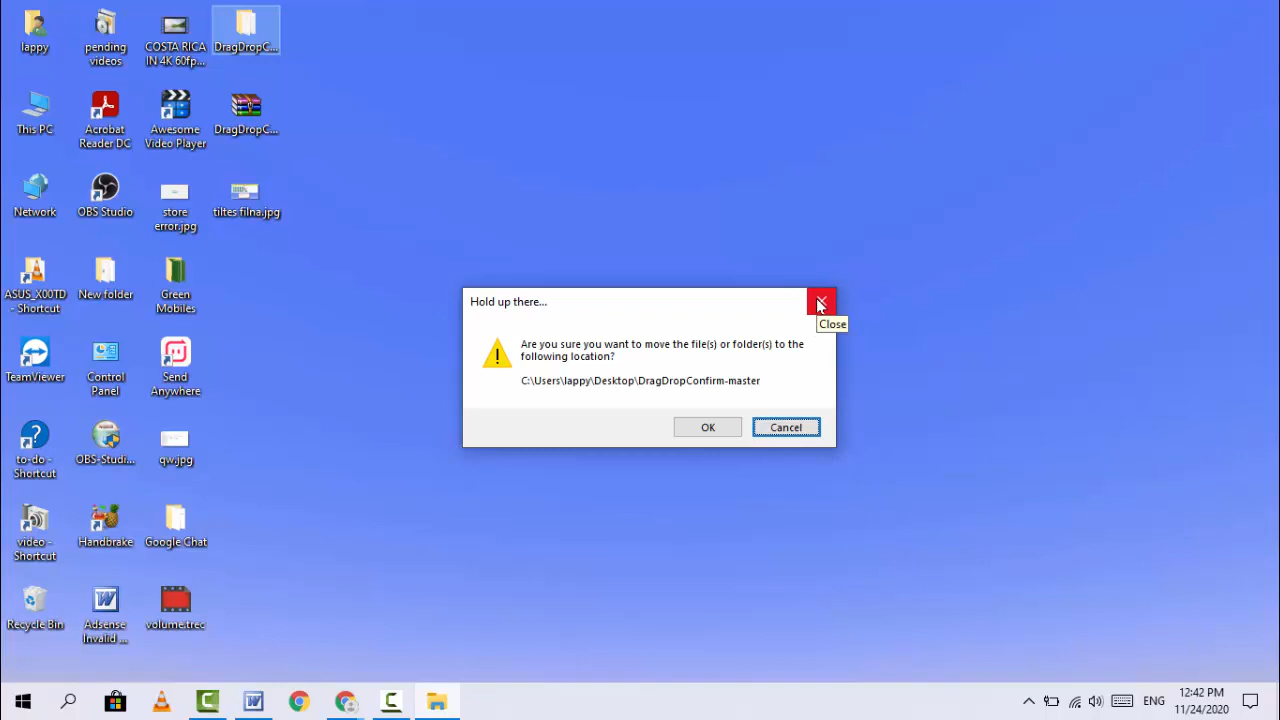 lappy
pending
videos
COSTA RICA
IN 4K 60fp...
DragDropC...
This PC
Acrobat
Reader DC
Awesome
Video Player
DragDropC...
Network
OBS Studio
store
error.jpg
tiltes filna.jpg
ASUS_X00TD
- Shortcut
New folder
Green
Mobiles
TeamViewer
Control
Panel
Send
Anywhere
to-do -
Shortcut
OBS-Studi...
qw.jpg
video -
Shortcut
Handbrake
Google Chat
Recycle Bin
Adsense
Invalid ...
volume.trec
Hold up there...
Close
Are you sure you want to move the file(s) or folder(s) to the
following location?
C:\Users\lappy\Desktop\DragDropConfirm-master
OK
Cancel
ENG
12:42 PM
11/24/2020